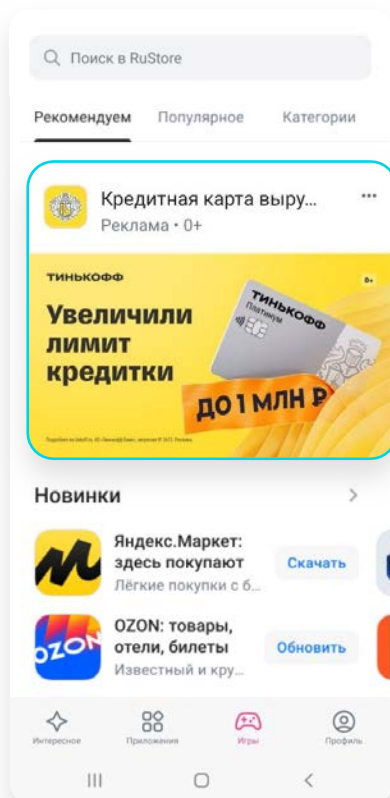 Поиск в RuStore
Рекомендуем Популярное Категории
Кредитная карта выру...
Реклама • 0+
ТИНЬКОФФ
0+
Увеличили
лимит
кредитки
ТИНЬКОФФ
Платинум
ДО 1 МЛН ₽
Новинки
Яндекс.Маркет:
здесь покупают
Лёгкие покупки с б...
Скачать
OZON
OZON: товары,
отели, билеты
Известный и кру...
Обновить
Интересное Приложения Игры Профиль